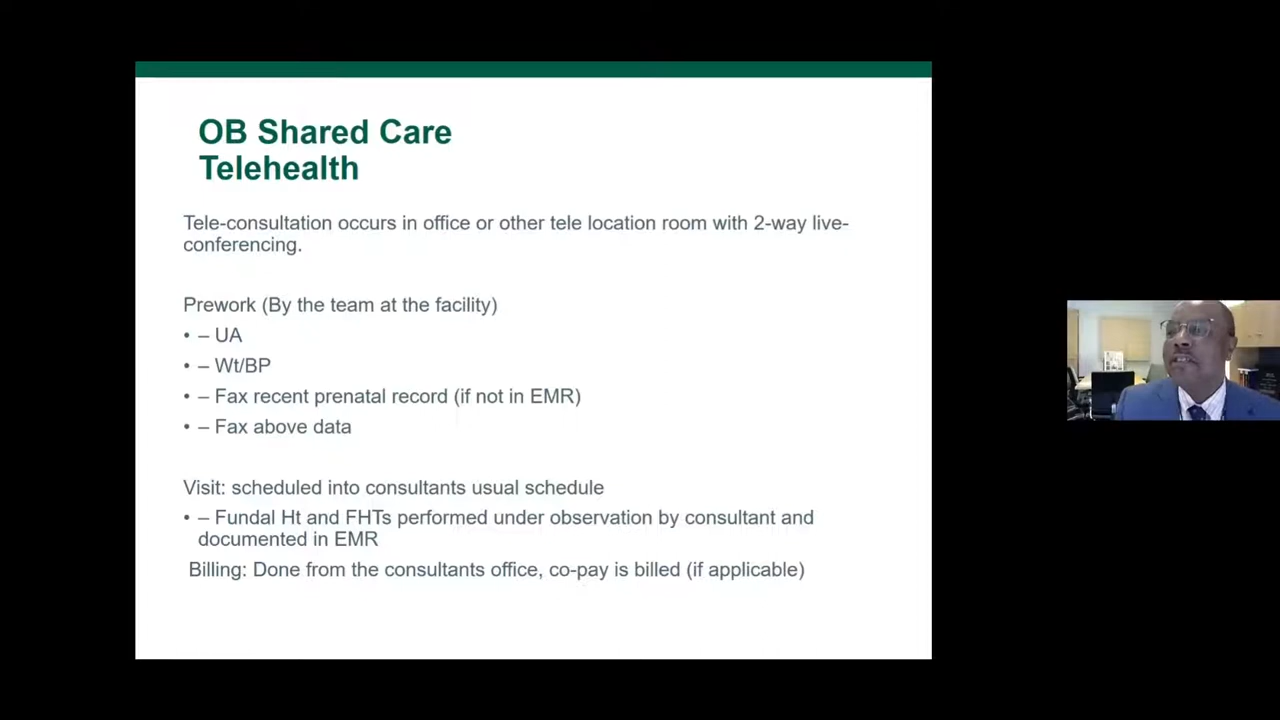 OB Shared Care
Telehealth
Tele-consultation occurs in office or other tele location room with 2-way live-
conferencing.
Prework (By the team at the facility)
• – UA
• – Wt/BP
• – Fax recent prenatal record (if not in EMR)
• – Fax above data
Visit: scheduled into consultants usual schedule
• – Fundal Ht and FHTs performed under observation by consultant and
documented in EMR
Billing: Done from the consultants office, co-pay is billed (if applicable)